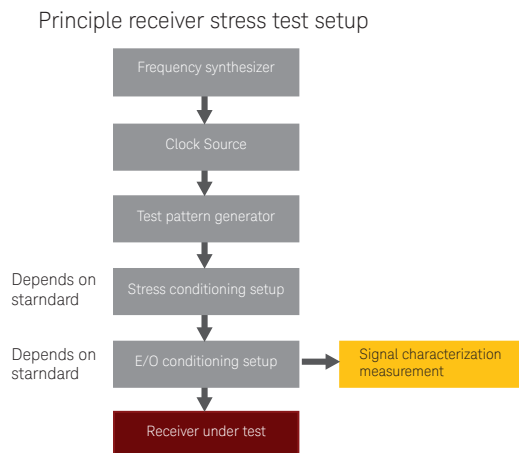 Principle receiver stress test setup
Frequency synthesizer
Clock Source
Test pattern generator
Depends on
starndard
Stress conditioning setup
Depends on
starndard
E/O conditioning setup
Signal characterization
measurement
Receiver under test